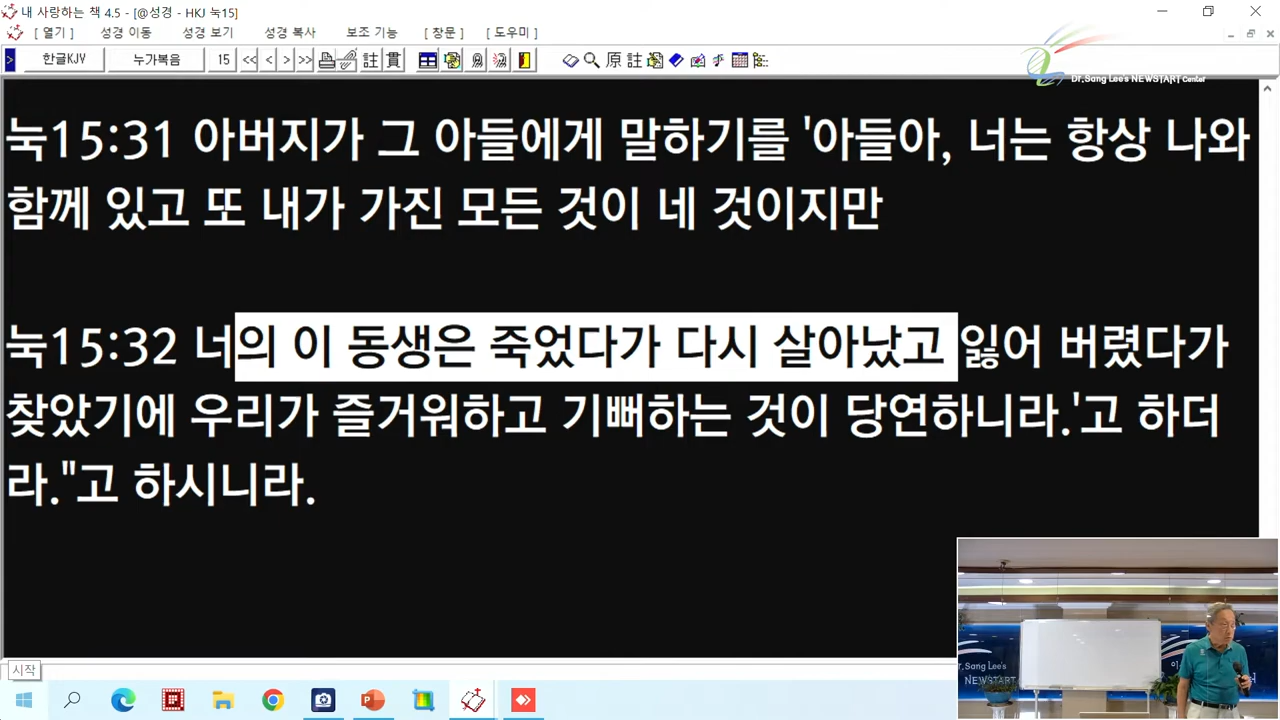 내 사랑하는 책 4.5 - [@성경 - HKJ 눅15]
[ 열기 ] 성경 이동 성경 보기 성경 복사 보조 기능 [ 창문 ] [ 도우미 ]
한글KJV 누가복음 15 << < > >> 註 貫 原 註
Dr.Sang Lee's NEWSTART Center
눅15:31 아버지가 그 아들에게 말하기를 '아들아, 너는 항상 나와
함께 있고 또 내가 가진 모든 것이 네 것이지만
눅15:32 너의 이 동생은 죽었다가 다시 살아났고 잃어 버렸다가
찾았기에 우리가 즐거워하고 기뻐하는 것이 당연하니라.'고 하더
라."고 하시니라.
Dr.Sang Lee's
NEWSTART
시작